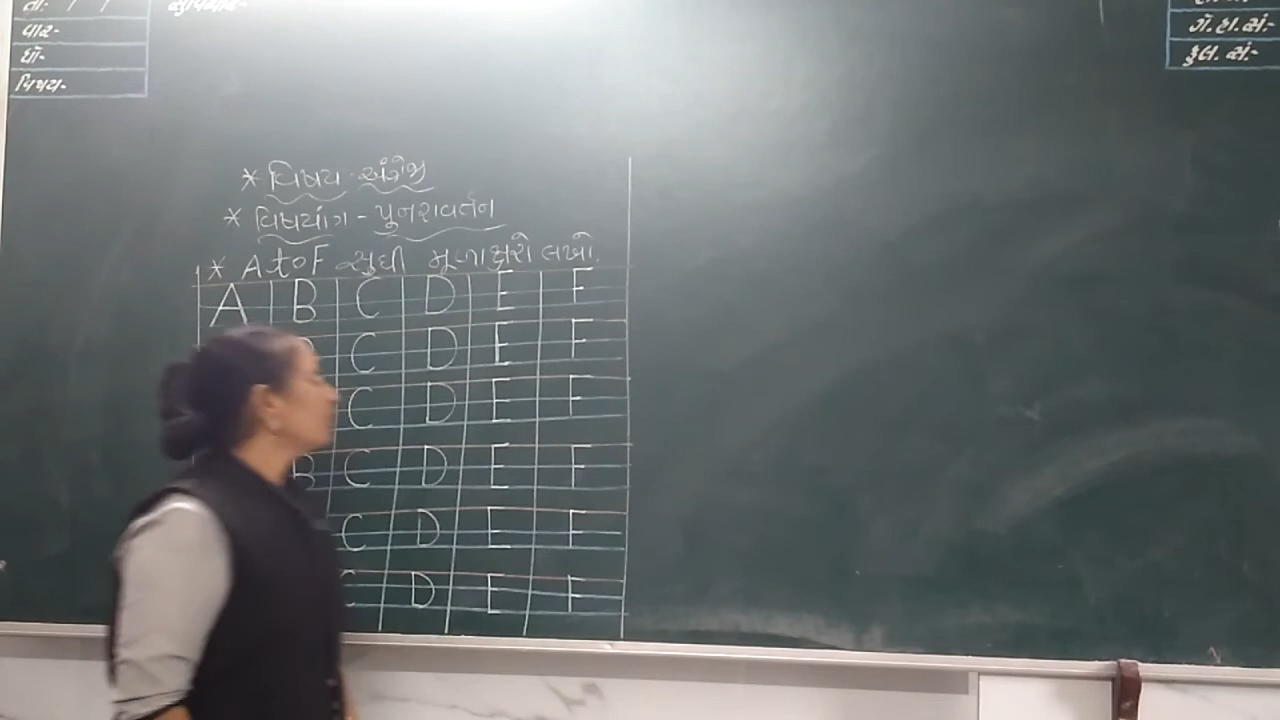 તા.- / /
સુવિચાર-
વાર-
ઘો-
વિષય-
ગે.હા.સં:-
કુલ.સં:-
* વિષય - અંગ્રેજી
* વિષયાંગ - પુનરાવર્તન
* A to F સુધી મૂળાક્ષરો લખો.
A B C D E F
C D E F
C D E F
B C D E F
C D E F
C D E F